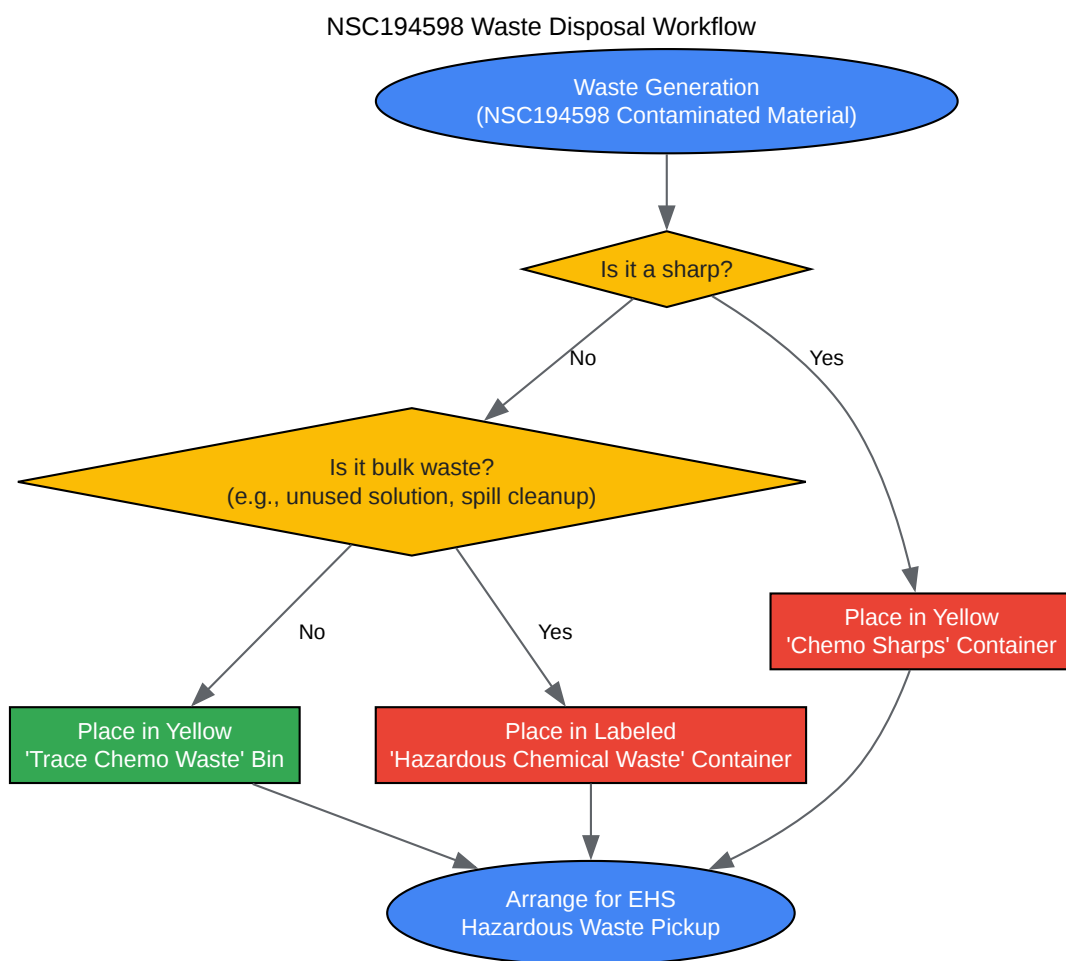 NSC194598 Waste Disposal Workflow
Waste Generation
(NSC194598 Contaminated Material)
Is it a sharp?
No
Yes
Is it bulk waste?
(e.g., unused solution, spill cleanup)
No
Yes
Place in Yellow
'Chemo Sharps' Container
Place in Yellow
'Trace Chemo Waste' Bin
Place in Labeled
'Hazardous Chemical Waste' Container
Arrange for EHS
Hazardous Waste Pickup